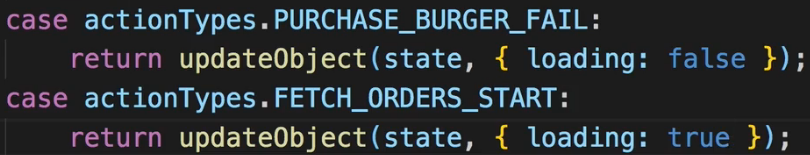 case actionTypes.PURCHASE_BURGER_FAIL:
return updateObject(state, { loading: false });
case actionTypes.FETCH_ORDERS_START:
return updateObject(state, { loading: true });